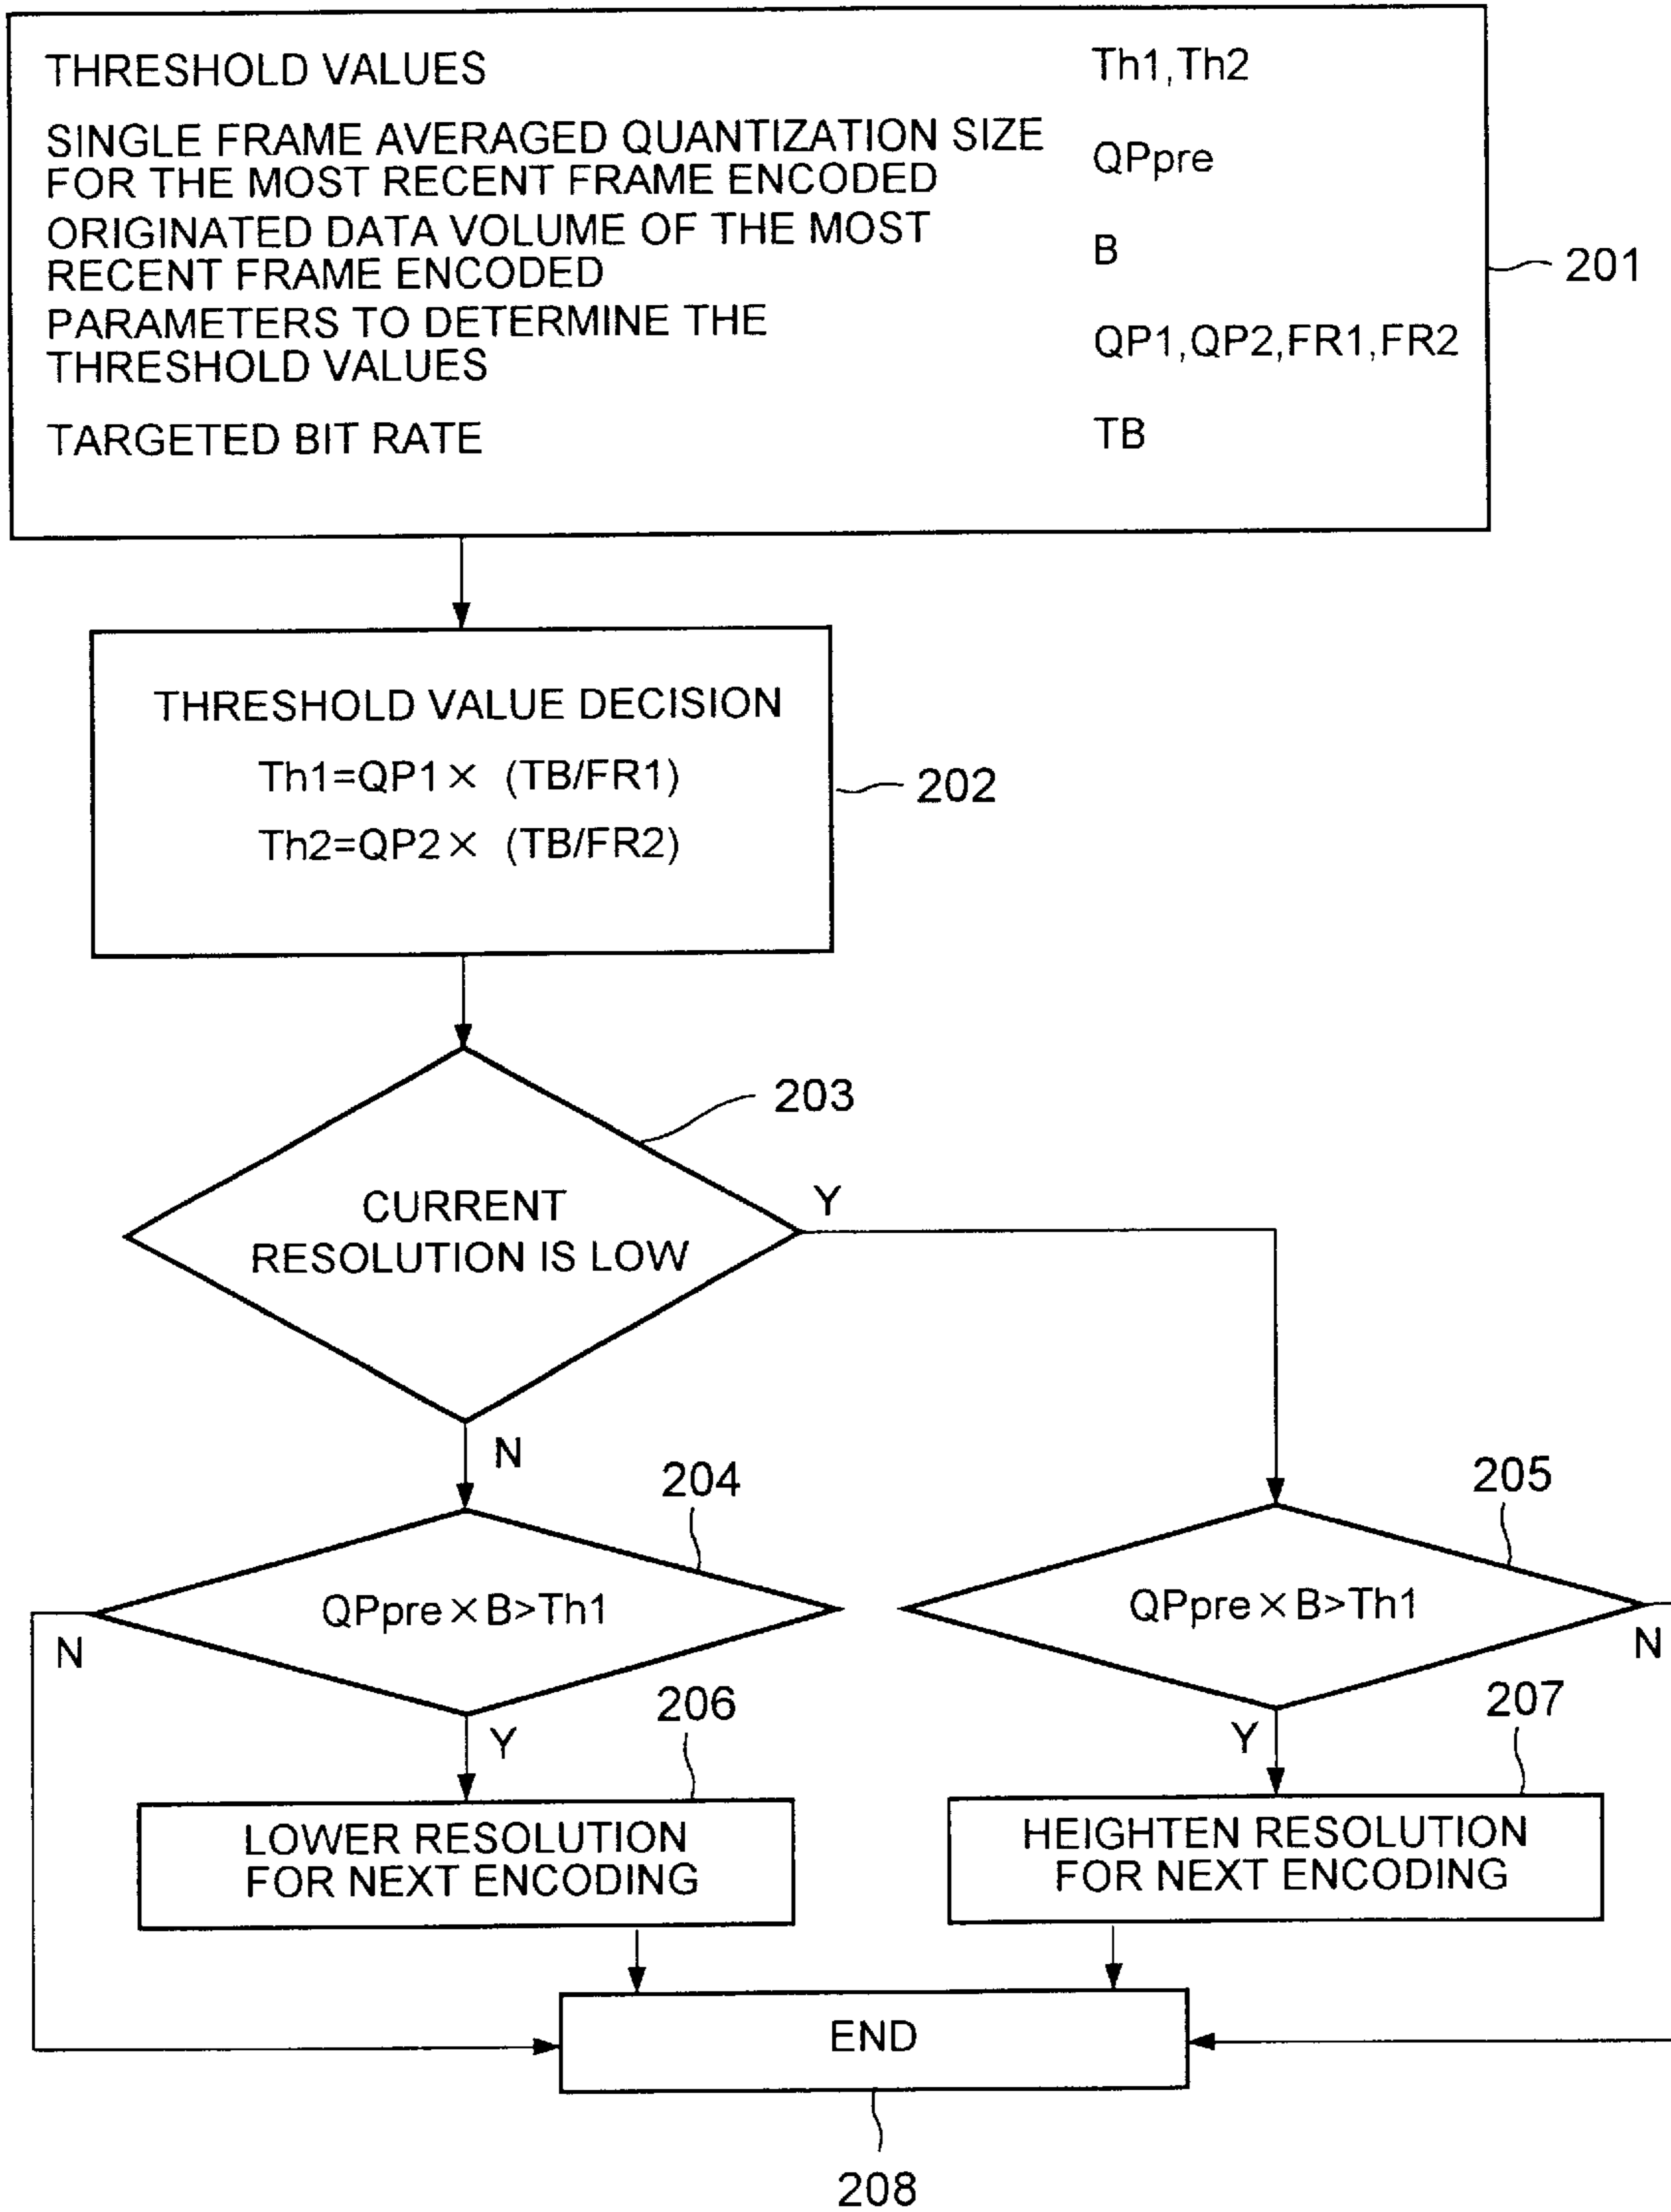 THRESHOLD VALUES Th1,Th2
SINGLE FRAME AVERAGED QUANTIZATION SIZE
FOR THE MOST RECENT FRAME ENCODED QPpre
ORIGINATED DATA VOLUME OF THE MOST
RECENT FRAME ENCODED B
201
PARAMETERS TO DETERMINE THE
THRESHOLD VALUES QP1,QP2,FR1,FR2
TARGETED BIT RATE TB
THRESHOLD VALUE DECISION
Th1=QP1× (TB/FR1)
202
Th2=QP2× (TB/FR2)
203
CURRENT
RESOLUTION IS LOW
Y
N
204
205
QPpre×B>Th1
QPpre×B>Th1
N
N
Y
Y
206
207
LOWER RESOLUTION
FOR NEXT ENCODING
HEIGHTEN RESOLUTION
FOR NEXT ENCODING
END
208